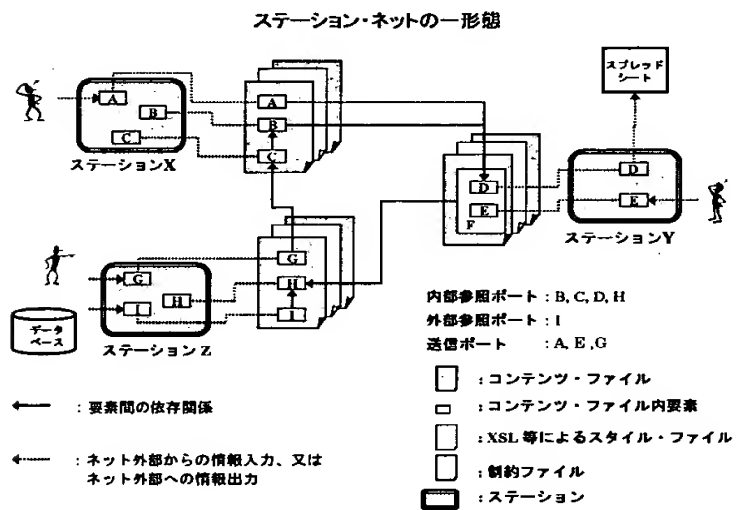 ステーション・ネットの一形態
スプレッド
シート
A
B
C
ステーションX
A
B
C
D
E
F
D
E
ステーションY
G
H
I
ステーションZ
G
H
I
データ
ベース
内部参照ポート：B, C, D, H
外部参照ポート：I
送信ポート　　：A, E ,G
：コンテンツ・ファイル
：コンテンツ・ファイル内要素
：XSL 等によるスタイル・ファイル
：制約ファイル
：ステーション
：要素間の依存関係
：ネット外部からの情報入力、又は
ネット外部への情報出力